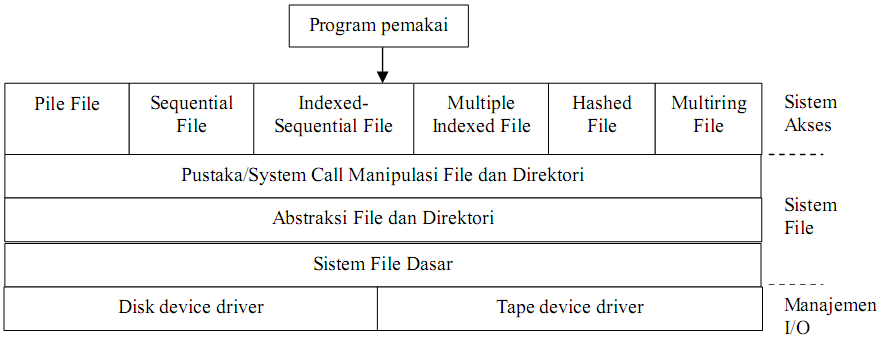 Program pemakai
Pile File
Sequential
File
Indexed-
Sequential File
Multiple
Indexed File
Hashed
File
Multiring
File
Sistem
Akses
Pustaka/System Call Manipulasi File dan Direktori
Abstraksi File dan Direktori
Sistem File Dasar
Sistem
File
Disk device driver
Tape device driver
Manajemen
I/O